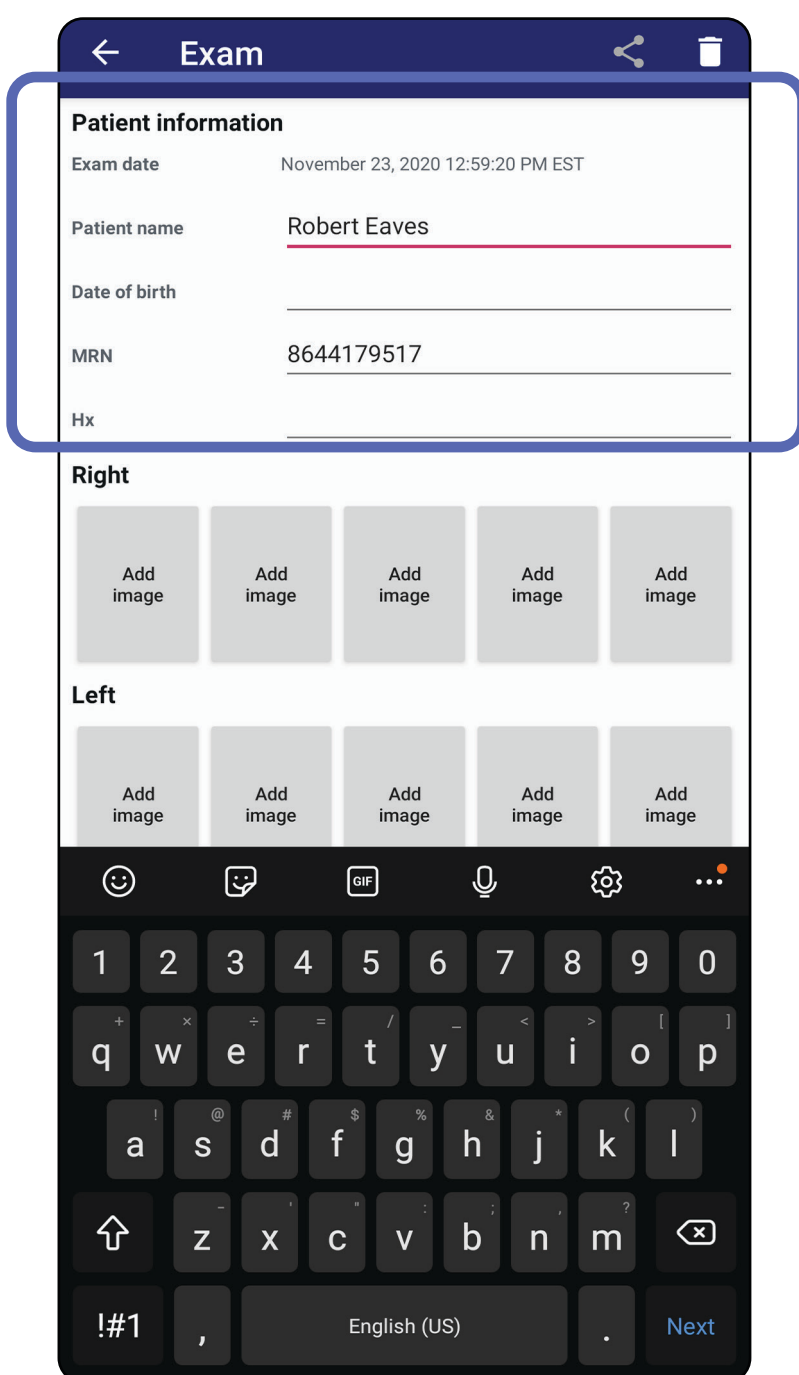 Exam
Patient information
Exam date November 23, 2020 12:59:20 PM EST
Patient name Robert Eaves
Date of birth
MRN 8644179517
Hx
Right
Add image Add image Add image Add image Add image
Left
Add image Add image Add image Add image Add image
GIF
1 2 3 4 5 6 7 8 9 0
+ × ÷ = / _ < > [ ]
q w e r t y u i o p
! @ # $ % & * ( )
a s d f g h j k l
- ' " : ; , ?
z x c v b n m
!#1 , English (US) . Next